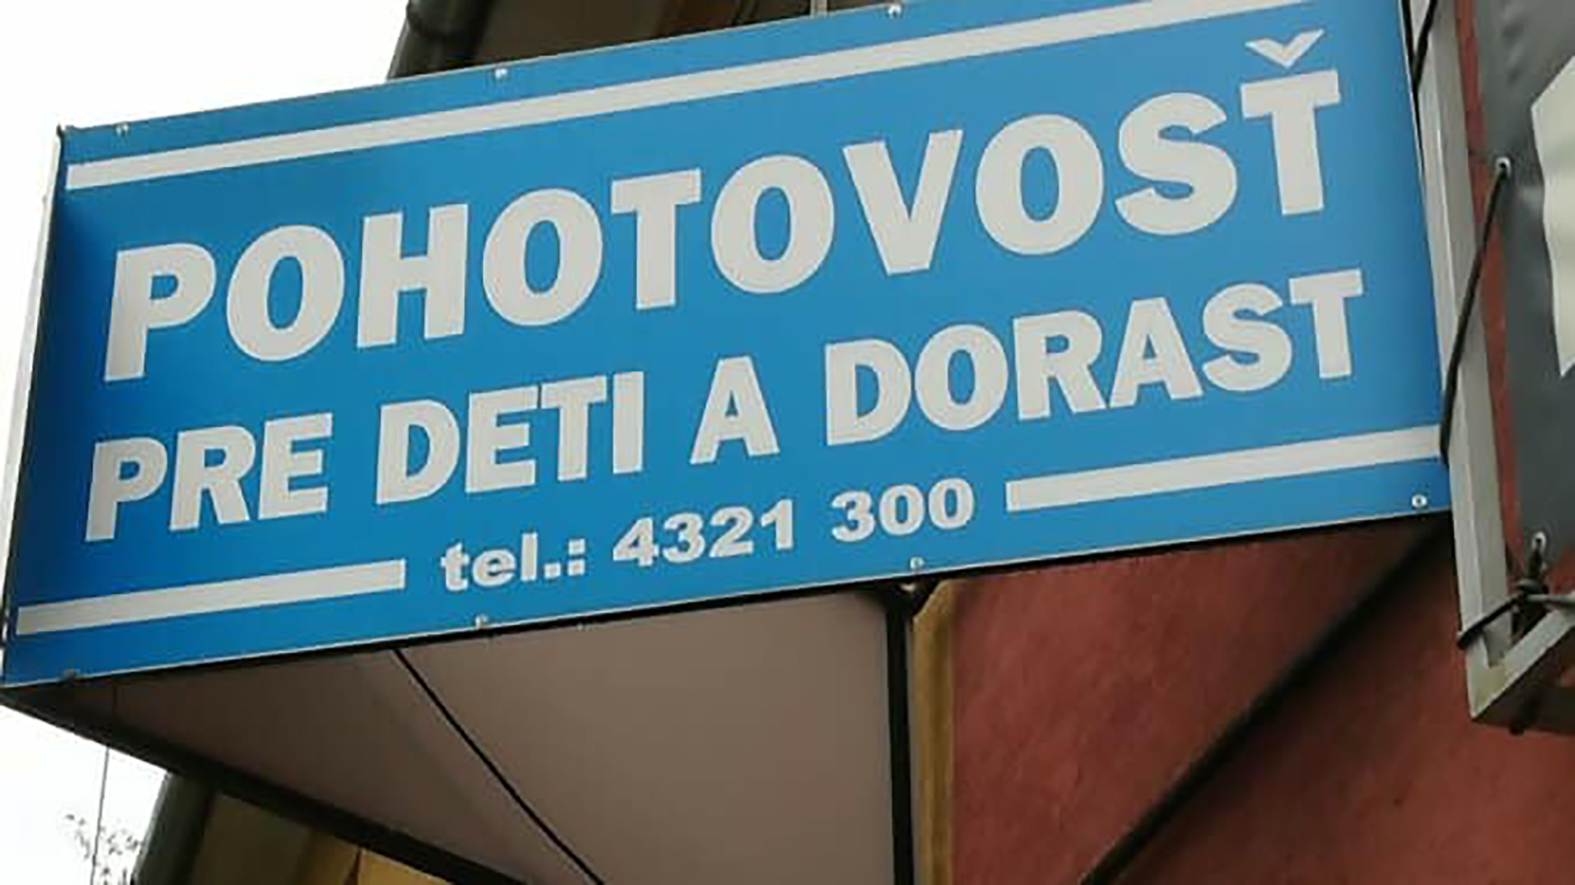 POHOTOVOSŤ
PRE DETI A DORAST
tel.: 4321 300